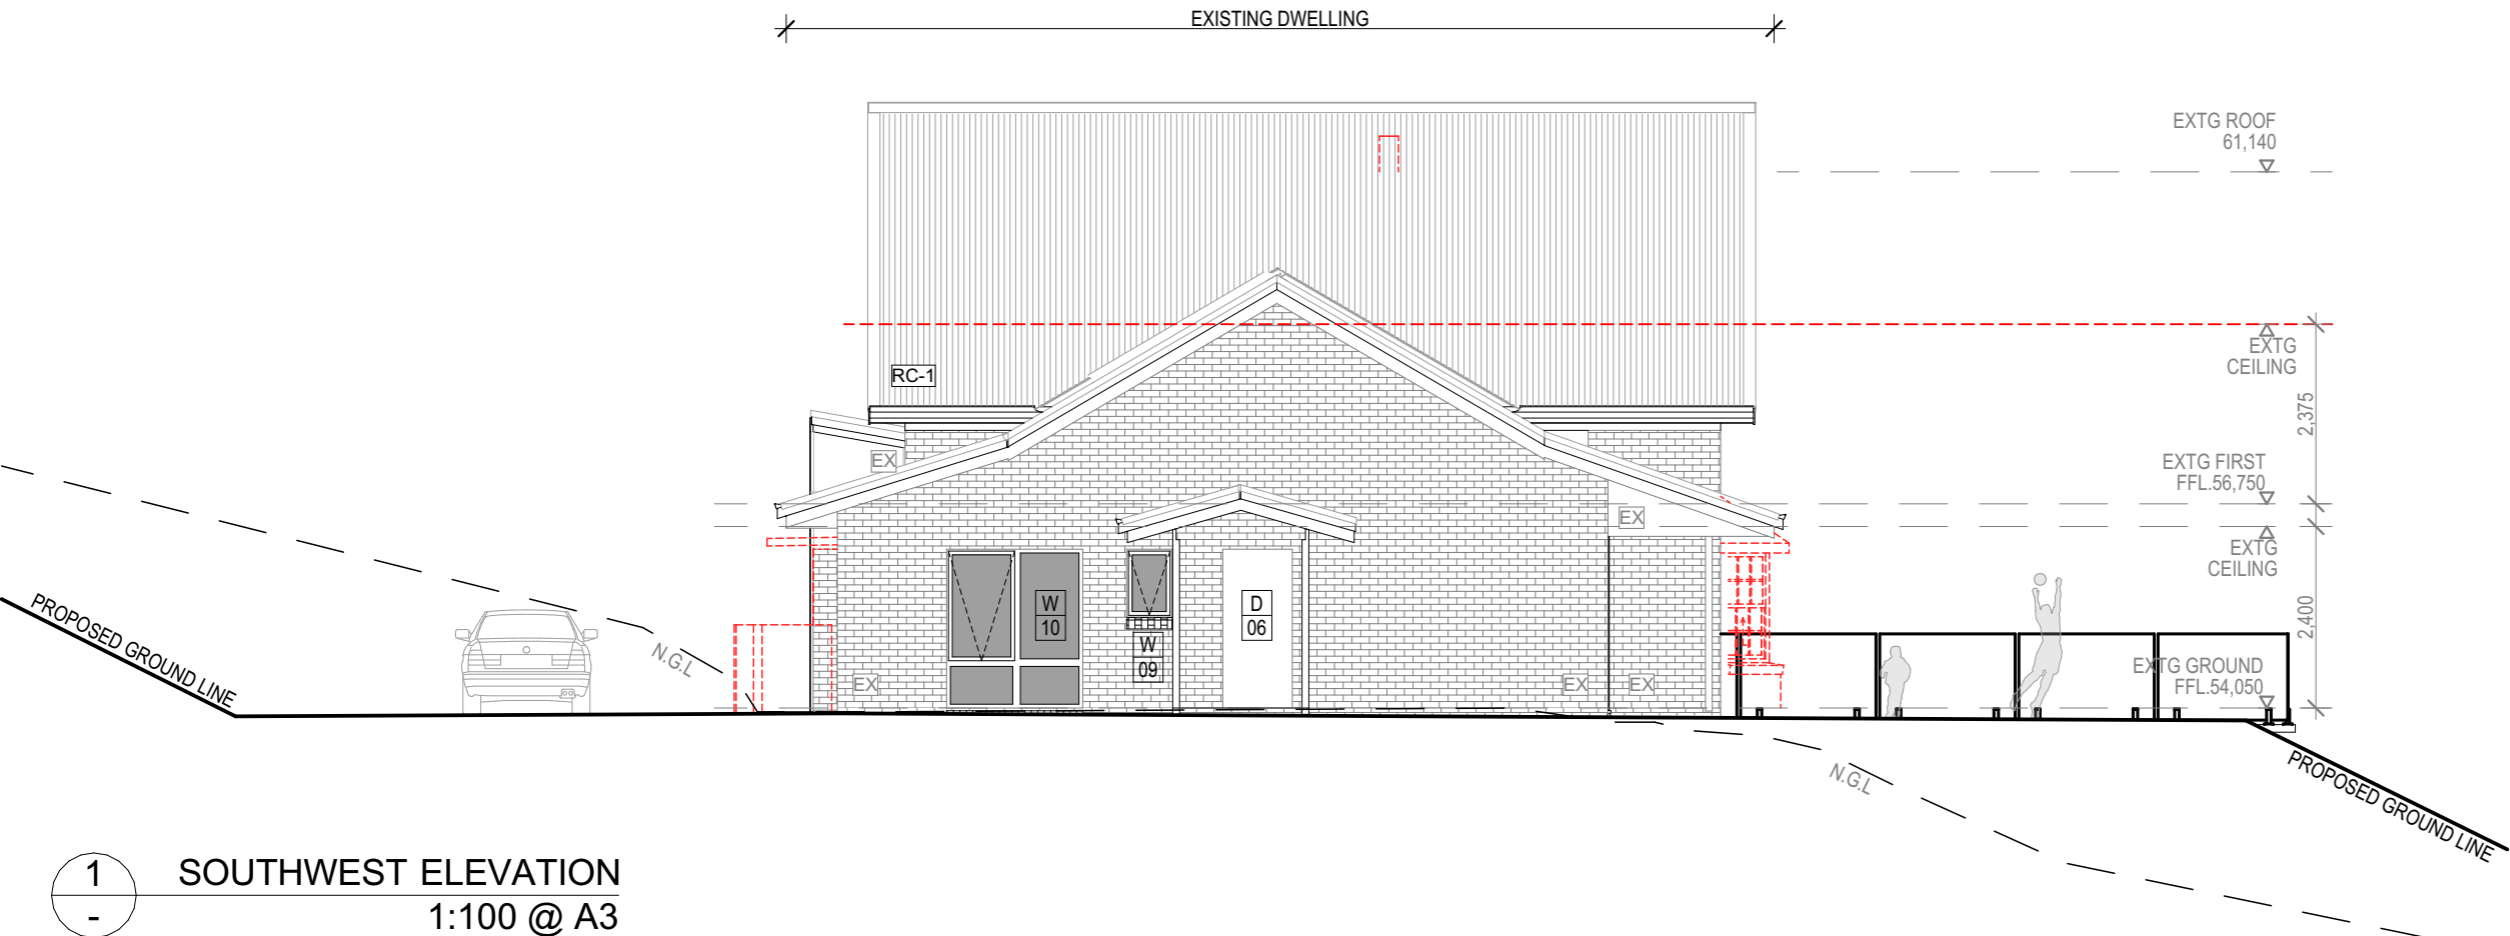 EXISTING DWELLING
EXTG ROOF
61,140
EXTG
CEILING
RC-1
2,375
EX
EXTG FIRST
FFL.56,750
EX
EXTG
CEILING
W
10
D
06
2,400
PROPOSED GROUND LINE
N.G.L
W
09
EX
EX
EX
EXTG GROUND
FFL.54,050
N.G.L
PROPOSED GROUND LINE
1
-
SOUTHWEST ELEVATION
1:100 @ A3